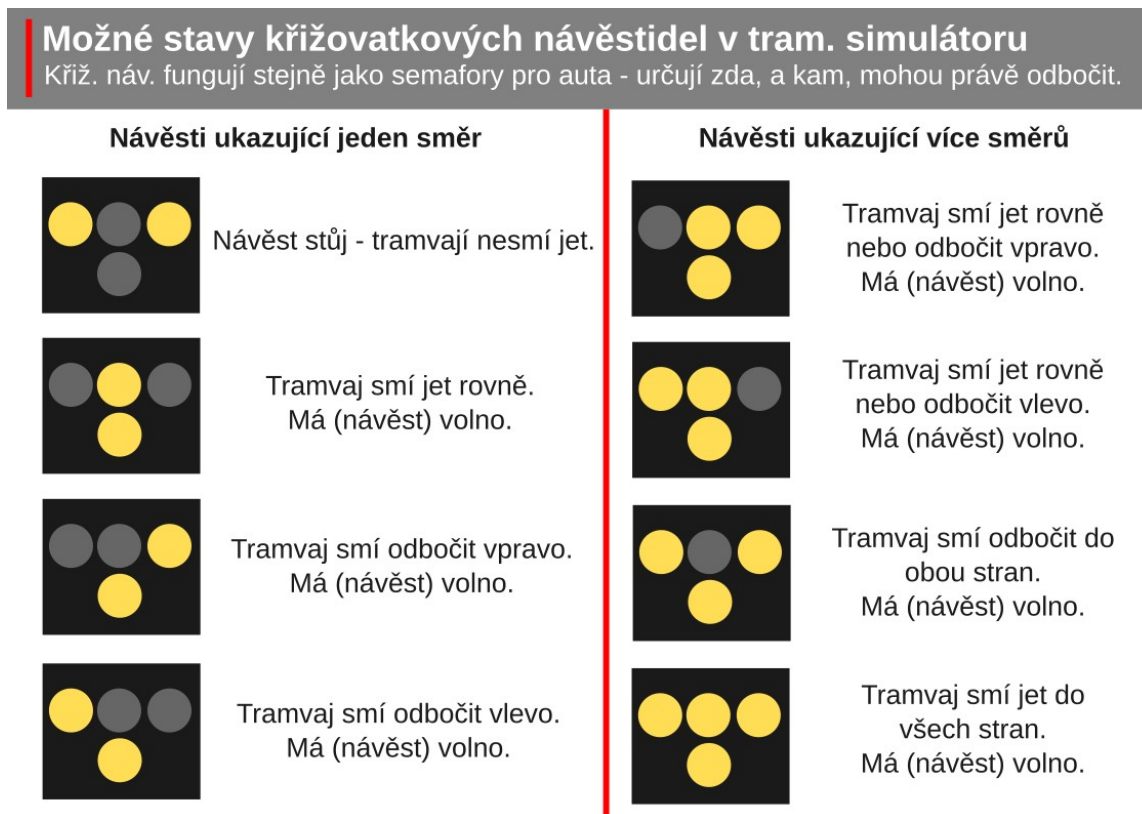 Možné stavy křižovatkových návěstidel v tram. simulátoru
Křiž. náv. fungují stejně jako semafory pro auta - určují zda, a kam, mohou právě odbočit.
Návěsti ukazující jeden směr
Návěst stůj - tramvají nesmí jet.
Tramvaj smí jet rovně.
Má (návěst) volno.
Tramvaj smí odbočit vpravo.
Má (návěst) volno.
Tramvaj smí odbočit vlevo.
Má (návěst) volno.
Návěsti ukazující více směrů
Tramvaj smí jet rovně
nebo odbočit vpravo.
Má (návěst) volno.
Tramvaj smí jet rovně
nebo odbočit vlevo.
Má (návěst) volno.
Tramvaj smí odbočit do
obou stran.
Má (návěst) volno.
Tramvaj smí jet do
všech stran.
Má (návěst) volno.